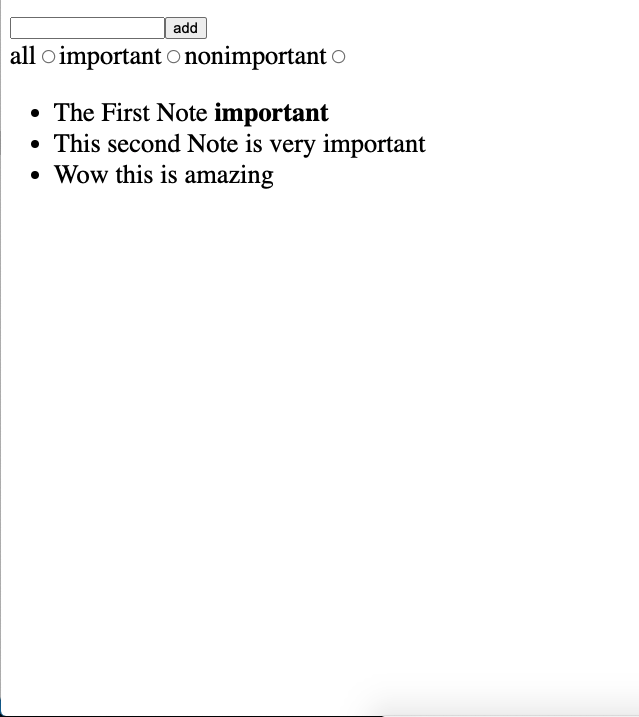 add
all important nonimportant
The First Note important
This second Note is very important
Wow this is amazing